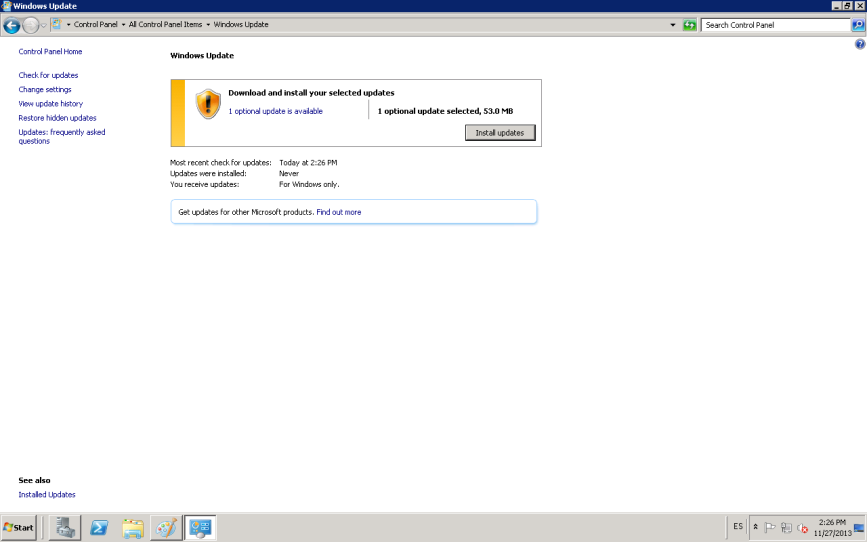 Windows Update
Control Panel
All Control Panel Items
Windows Update
Search Control Panel
Control Panel Home
Check for updates
Change settings
View update history
Restore hidden updates
Updates: frequently asked
questions
Windows Update
Download and install your selected updates
1 optional update is available
1 optional update selected, 53.0 MB
Install updates
Most recent check for updates: Today at 2:26 PM
Updates were installed: Never
You receive updates: For Windows only.
Get updates for other Microsoft products. Find out more
See also
Installed Updates
Start
ES
2:26 PM
11/27/2013